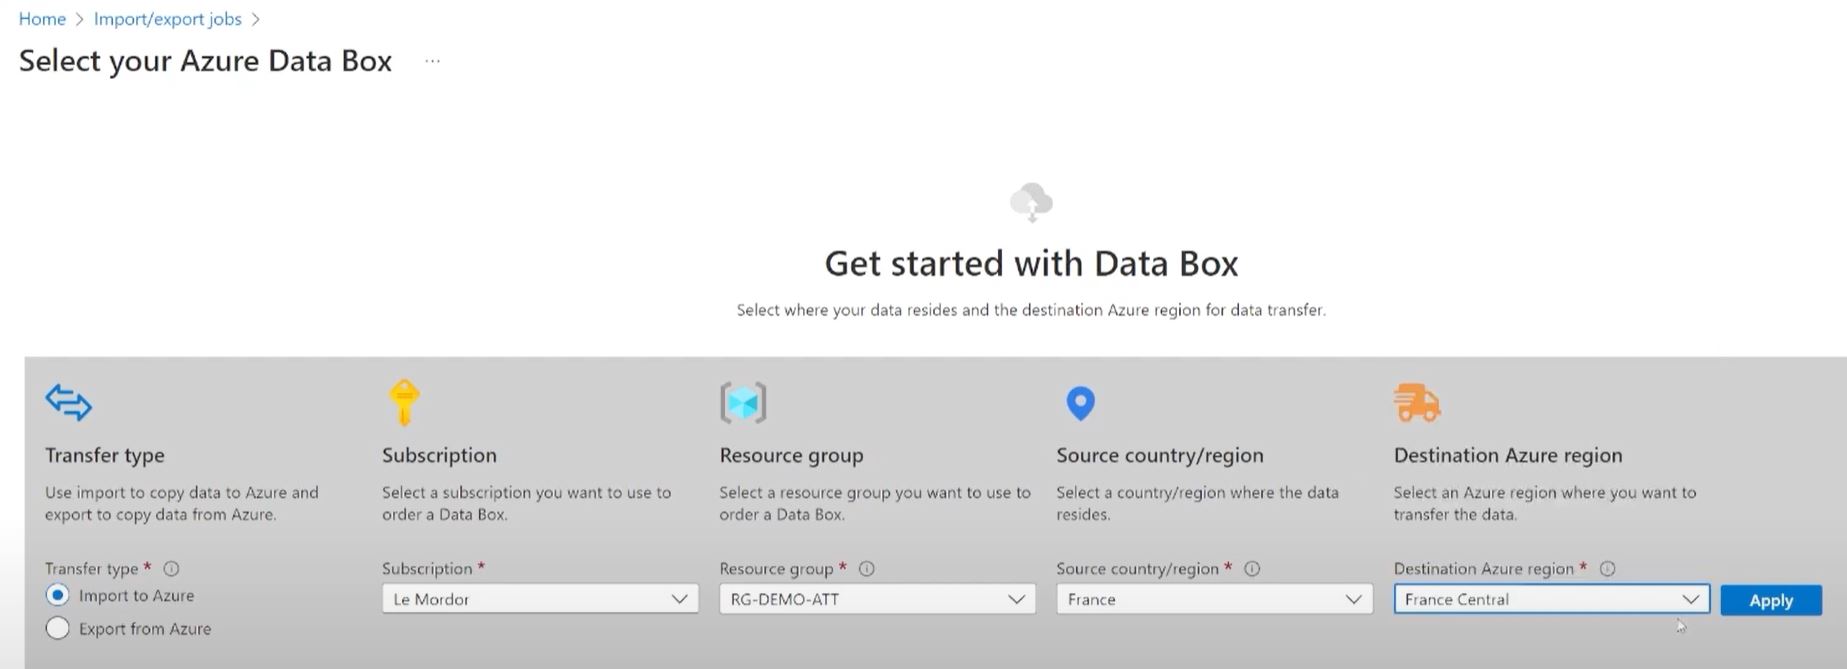 Home > Import/export jobs >
Select your Azure Data Box ...
Get started with Data Box
Select where your data resides and the destination Azure region for data transfer.
Transfer type
Use import to copy data to Azure and
export to copy data from Azure.
Transfer type *
Import to Azure
Export from Azure
Subscription
Select a subscription you want to use to
order a Data Box.
Subscription *
Le Mordor
Resource group
Select a resource group you want to use to
order a Data Box.
Resource group *
RG-DEMO-ATT
Source country/region
Select a country/region where the data
resides.
Source country/region *
France
Destination Azure region
Select an Azure region where you want to
transfer the data.
Destination Azure region *
France Central
Apply